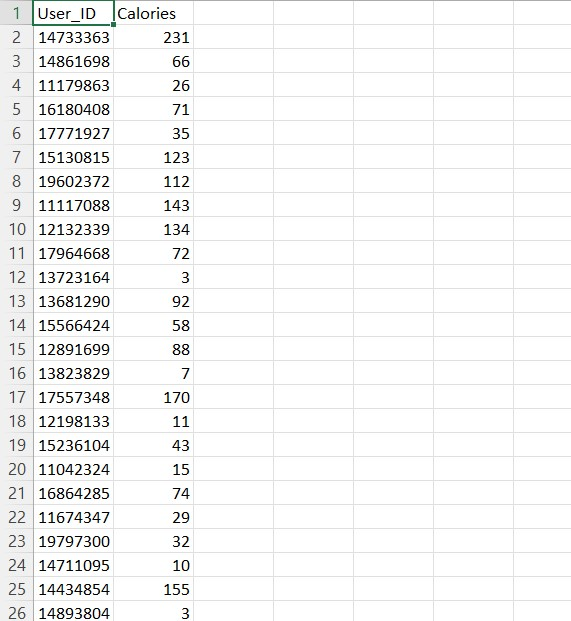 1 User_ID Calories
2 14733363 231
3 14861698 66
4 11179863 26
5 16180408 71
6 17771927 35
7 15130815 123
8 19602372 112
9 11117088 143
10 12132339 134
11 17964668 72
12 13723164 3
13 13681290 92
14 15566424 58
15 12891699 88
16 13823829 7
17 17557348 170
18 12198133 11
19 15236104 43
20 11042324 15
21 16864285 74
22 11674347 29
23 19797300 32
24 14711095 10
25 14434854 155
26 14893804 3